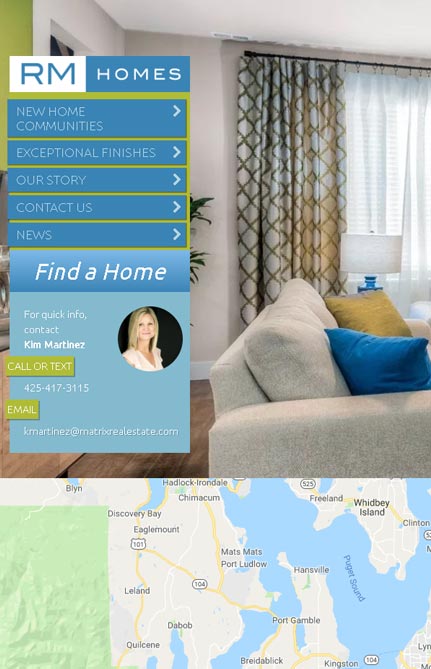 RM HOMES
NEW HOME
COMMUNITIES
EXCEPTIONAL FINISHES
OUR STORY
CONTACT US
NEWS
Find a Home
For quick info,
contact
Kim Martinez
CALL OR TEXT
425-417-3115
EMAIL
kmartinez@matrixrealestate.com
Blyn
Hadlock-Irondale
Chimacum
525
Freeland
Whidbey
Island
Discovery Bay
Clinton
Eaglemount
101
525
Mats Mats
Port Ludlow
Puget Sound
Hansville
104
Leland
Port Gamble
Dabob
Quilcene
104
Lyn
Breidablick
Kingston